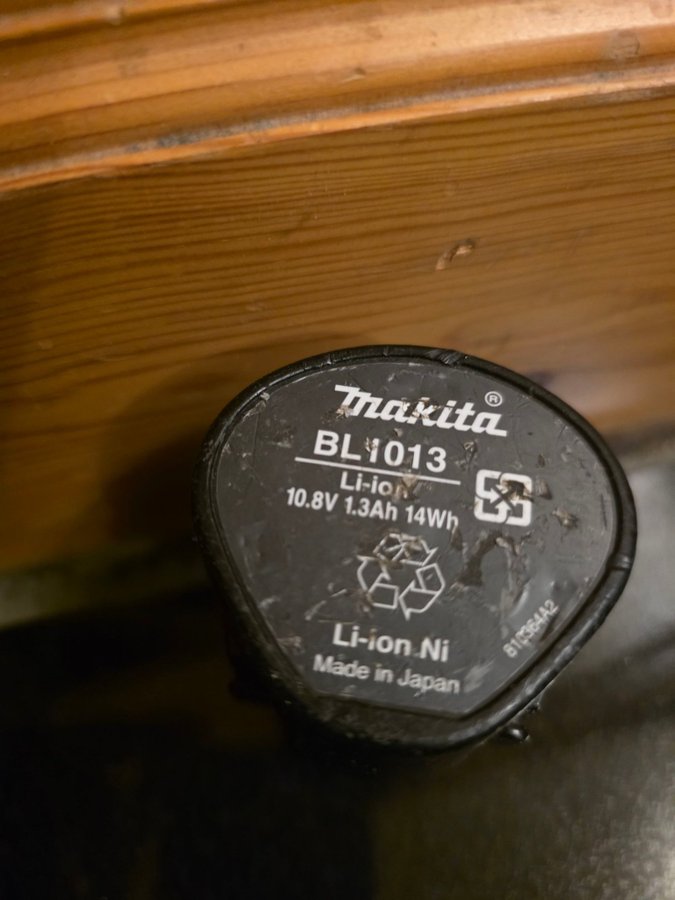 makita®
BL1013
Li-ion
10.8V 1.3Ah 14Wh
Li-ion Ni
Made in Japan